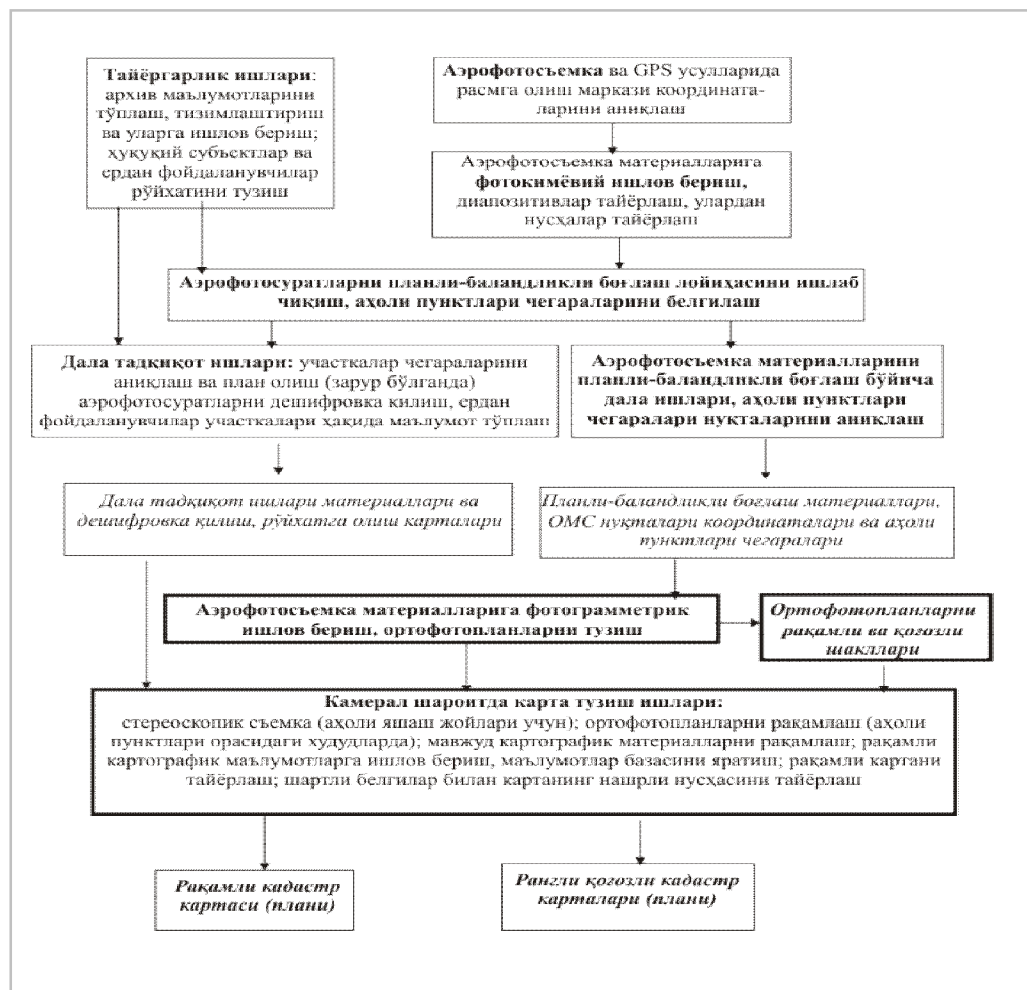 Тайёргарлик ишлари:
архив маълумотларини
тўплаш, тизимлаштириш
ва уларга ишлов бериш;
ҳуқуқий субъектлар ва
ердан фойдаланувчилар
рўйхатини тузиш
Аэрофотосъемка ва GPS усулларида
расмга олиш маркази координата-
ларини аниқлаш
Аэрофотосъемка материалларига
фотокимёвий ишлов бериш,
диапозитивлар тайёрлаш, улардан
нусҳалар тайёрлаш
Аэрофотосуратларни планли-баландликли боғлаш лойиҳасини ишлаб
чиқиш, аҳоли пунктлари чегараларини белгилаш
Дала тадқиқот ишлари: участкалар чегараларини
аниқлаш ва план олиш (зарур бўлганда)
аэрофотосуратларни дешифровка қилиш, ердан
фойдаланувчилар участкалари ҳақида маълумот тўплаш
Аэрофотосъемка материалларини
планли-баландликли боғлаш бўйича
дала ишлари, аҳоли пунктлари
чегаралари нуқталарини аниқлаш
Дала тадқиқот ишлари материаллари ва
дешифровка қилиш, рўйхатга олиш карталари
Планли-баландликли боғлаш материаллари,
ОМС нуқталари координаталари ва аҳоли
пунктлари чегаралари
Аэрофотосъемка материалларига фотограмметрик
ишлов бериш, ортофотопланларни тузиш
Ортофотопланларни
рақамли ва қоғозли
шакллари
Камерал шароитда карта тузиш ишлари:
стереоскопик съемка (аҳоли яшаш жойлари учун); ортофотопланларни рақамлаш (аҳоли
пунктлари орасидаги худудларда); мавжуд картографик материалларни рақамлаш; рақамли
картографик маълумотларга ишлов бериш, маълумотлар базасини яратиш; рақамли картани
тайёрлаш; шартли белгилар билан картанинг нашрли нусҳасини тайёрлаш
Рақамли кадастр
картаси (плани)
Рангли қоғозли кадастр
карталари (плани)